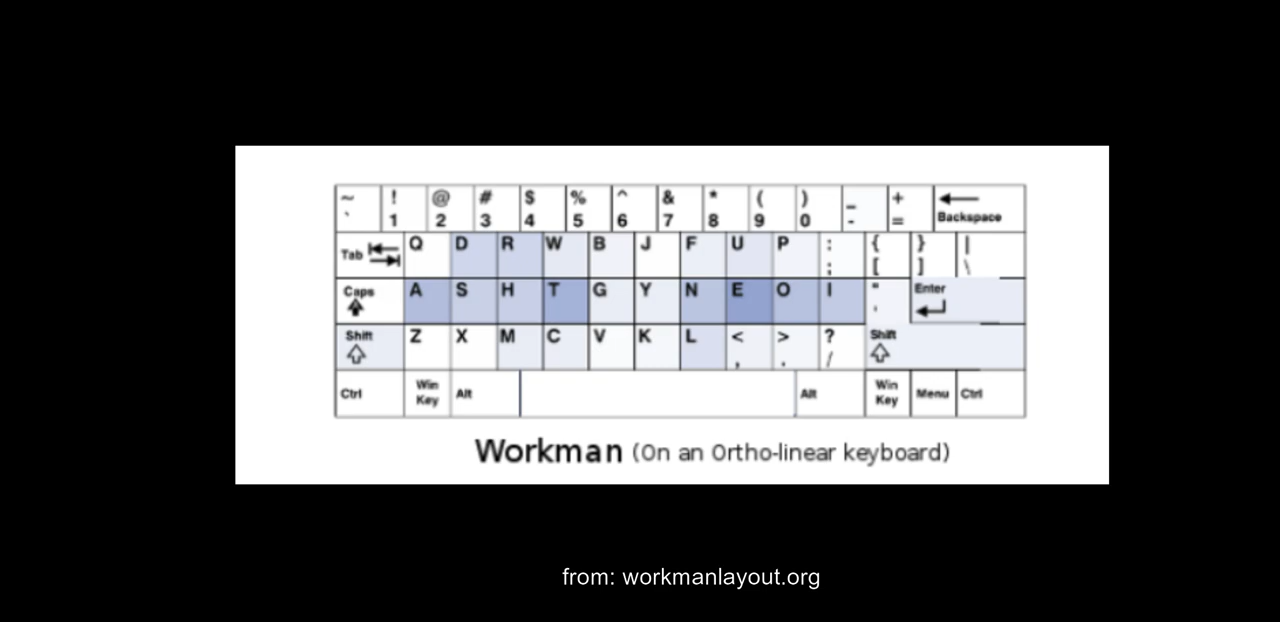 ~ ! @ # $ % ^ & * ( ) _ +
` 1 2 3 4 5 6 7 8 9 0 - = Backspace
Tab Q D R W B J F U P : { } |
; [ ] \
Caps A S H T G Y N E O I " Enter
'
Shift Z X M C V K L < > ? Shift
, . /
Ctrl Win Key Alt Alt Win Key Menu Ctrl
Workman (On an Ortho-linear keyboard)
from: workmanlayout.org